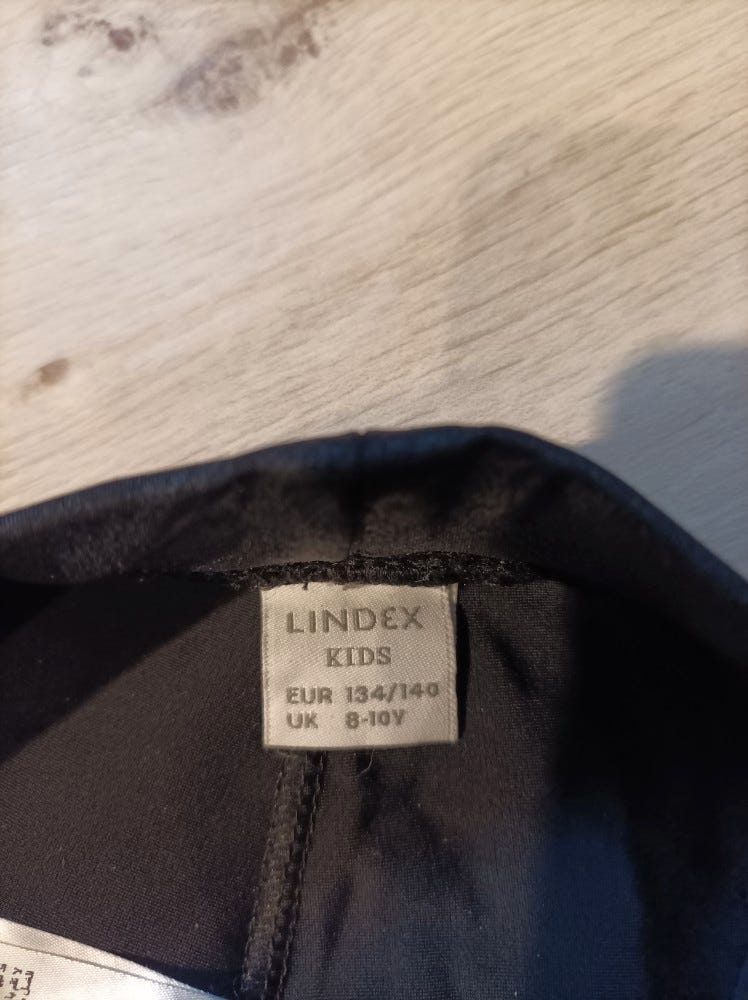 LINDEX
KIDS
EUR 134/140
UK 8-10Y